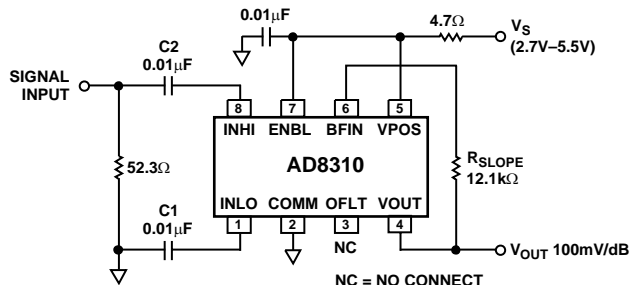 0.01μF
4.7Ω
VS
(2.7V–5.5V)
C2
0.01μF
SIGNAL
INPUT
8 7 6 5
INHI ENBL BFIN VPOS
AD8310
RSLOPE
12.1kΩ
52.3Ω
C1
0.01μF
INLO COMM OFLT VOUT
1 2 3 4
NC
VOUT 100mV/dB
NC = NO CONNECT